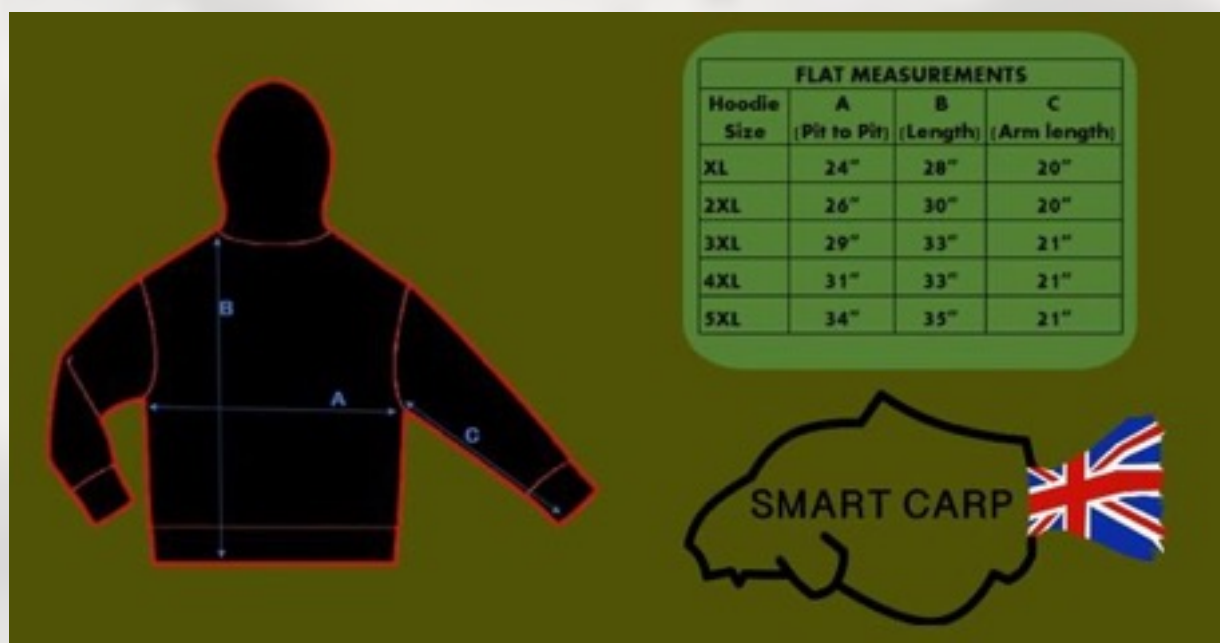 FLAT MEASUREMENTS
Hoodie Size A (Pit to Pit) B (Length) C (Arm length)
XL 24" 28" 20"
2XL 26" 30" 20"
3XL 29" 33" 21"
4XL 31" 33" 21"
5XL 34" 35" 21"
B
A
C
SMART CARP